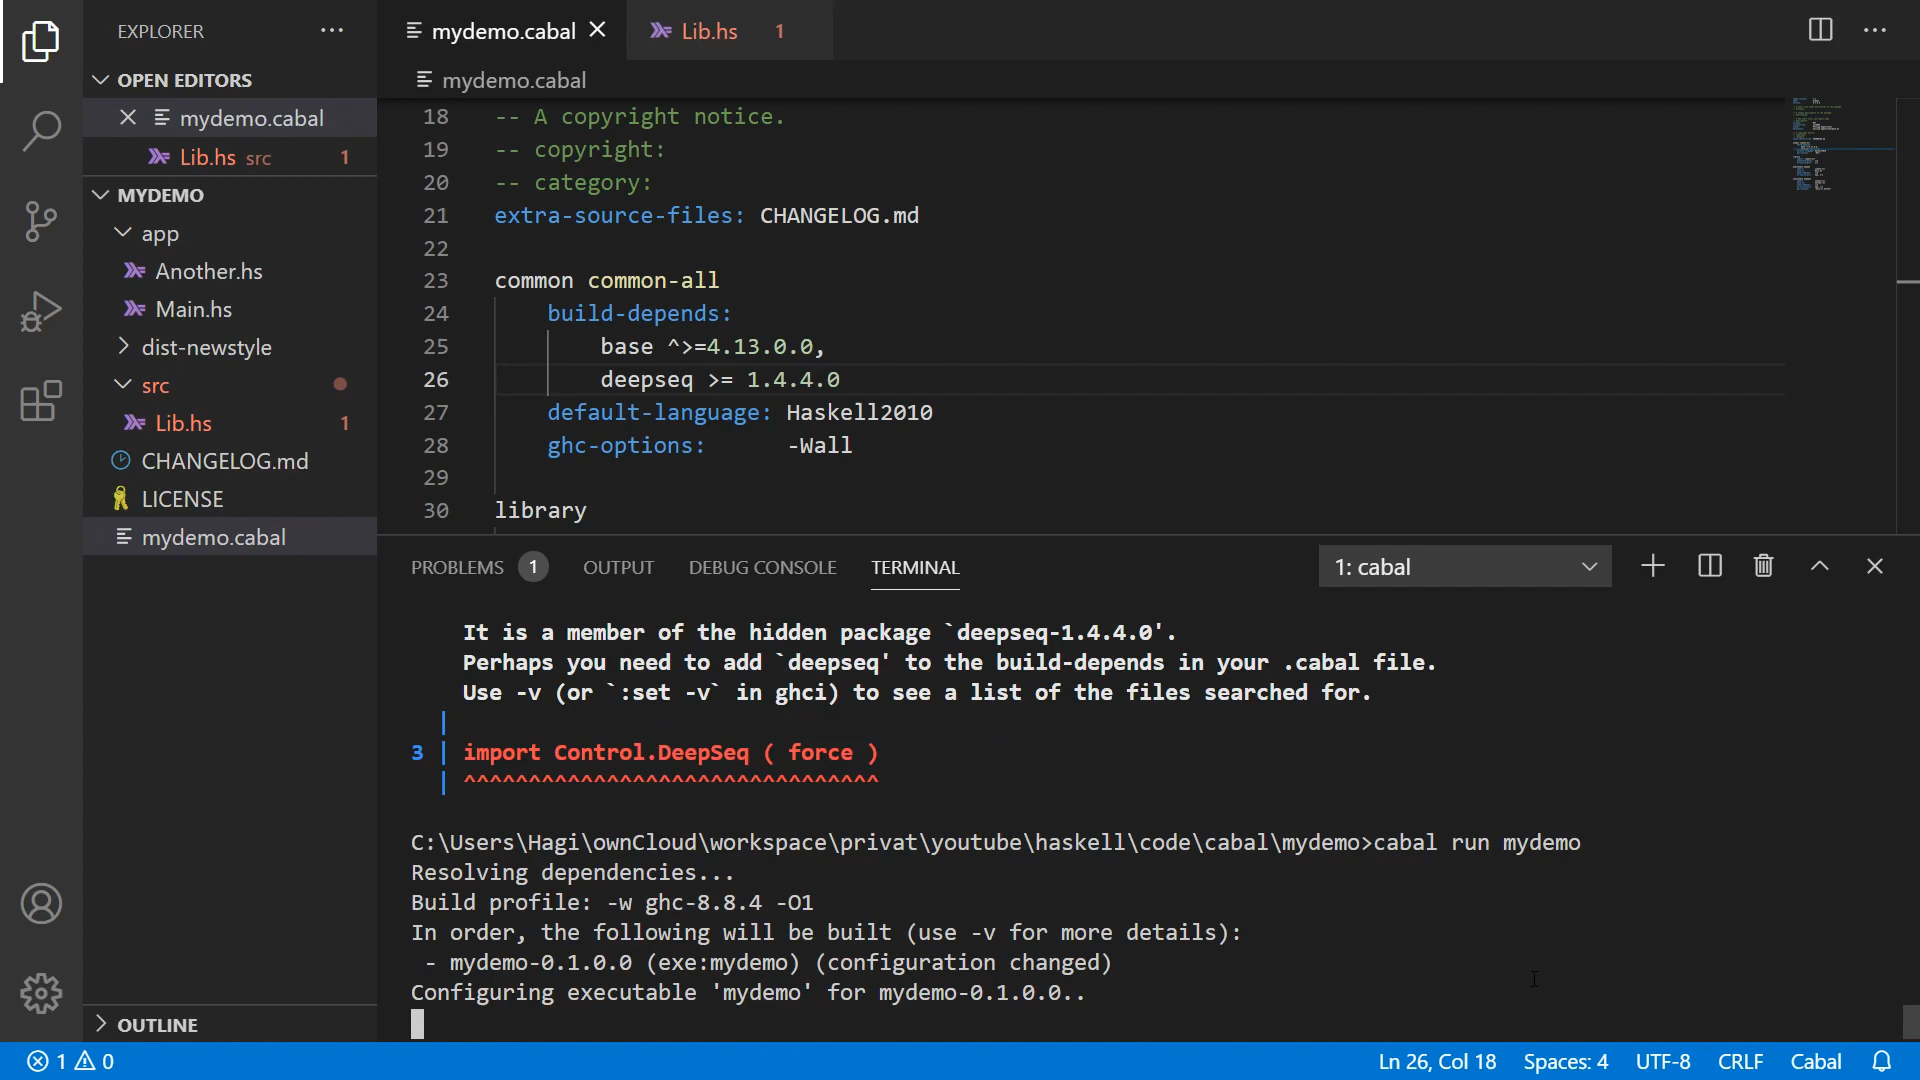 EXPLORER
OPEN EDITORS
mydemo.cabal
Lib.hs src 1
MYDEMO
app
Another.hs
Main.hs
dist-newstyle
src
Lib.hs 1
CHANGELOG.md
LICENSE
mydemo.cabal
OUTLINE
mydemo.cabal
Lib.hs 1
mydemo.cabal
18 -- A copyright notice.
19 -- copyright:
20 -- category:
21 extra-source-files: CHANGELOG.md
22
23 common common-all
24 build-depends:
25 base ^>=4.13.0.0,
26 deepseq >= 1.4.4.0
27 default-language: Haskell2010
28 ghc-options: -Wall
29
30 library
PROBLEMS 1 OUTPUT DEBUG CONSOLE TERMINAL 1: cabal
It is a member of the hidden package `deepseq-1.4.4.0'.
Perhaps you need to add `deepseq' to the build-depends in your .cabal file.
Use -v (or `:set -v` in ghci) to see a list of the files searched for.
|
3 | import Control.DeepSeq ( force )
| ^^^^^^^^^^^^^^^^^^^^^^^^^^^^^^^^
C:\Users\Hagi\ownCloud\workspace\privat\youtube\haskell\code\cabal\mydemo>cabal run mydemo
Resolving dependencies...
Build profile: -w ghc-8.8.4 -O1
In order, the following will be built (use -v for more details):
- mydemo-0.1.0.0 (exe:mydemo) (configuration changed)
Configuring executable 'mydemo' for mydemo-0.1.0.0..
1 0 Ln 26, Col 18 Spaces: 4 UTF-8 CRLF Cabal